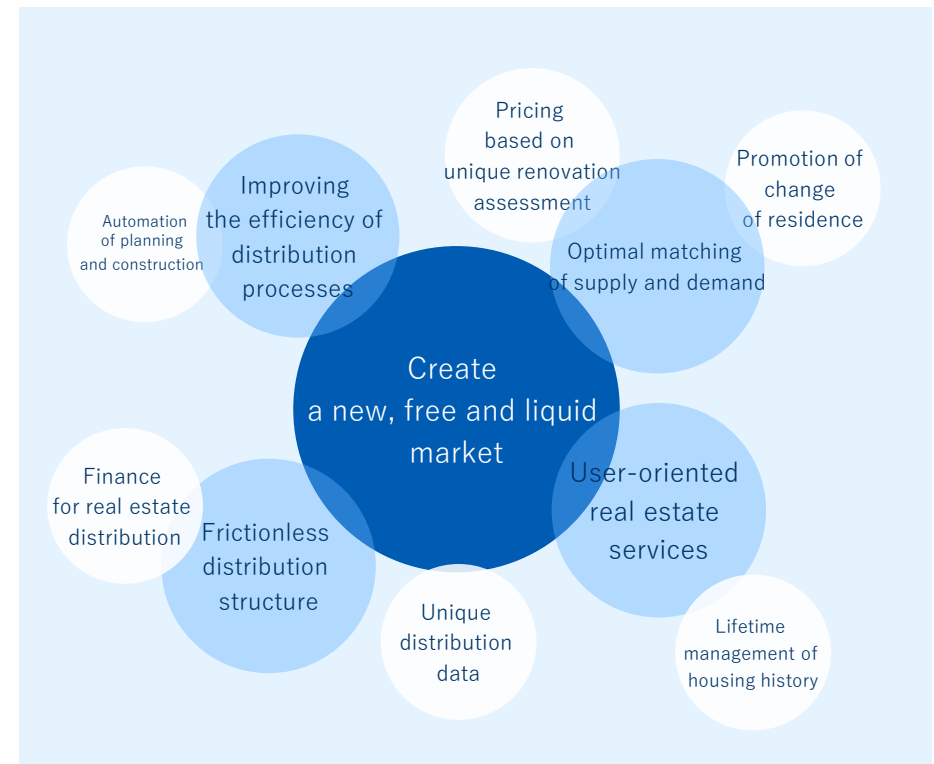 Pricing
based on
unique renovation
assessment
Promotion of
change
of residence
Automation
of planning
and construction
Improving
the efficiency of
distribution
processes
Optimal matching
of supply and demand
Create
a new, free and liquid
market
Finance
for real estate
distribution
Frictionless
distribution
structure
User-oriented
real estate
services
Unique
distribution
data
Lifetime
management of
housing history